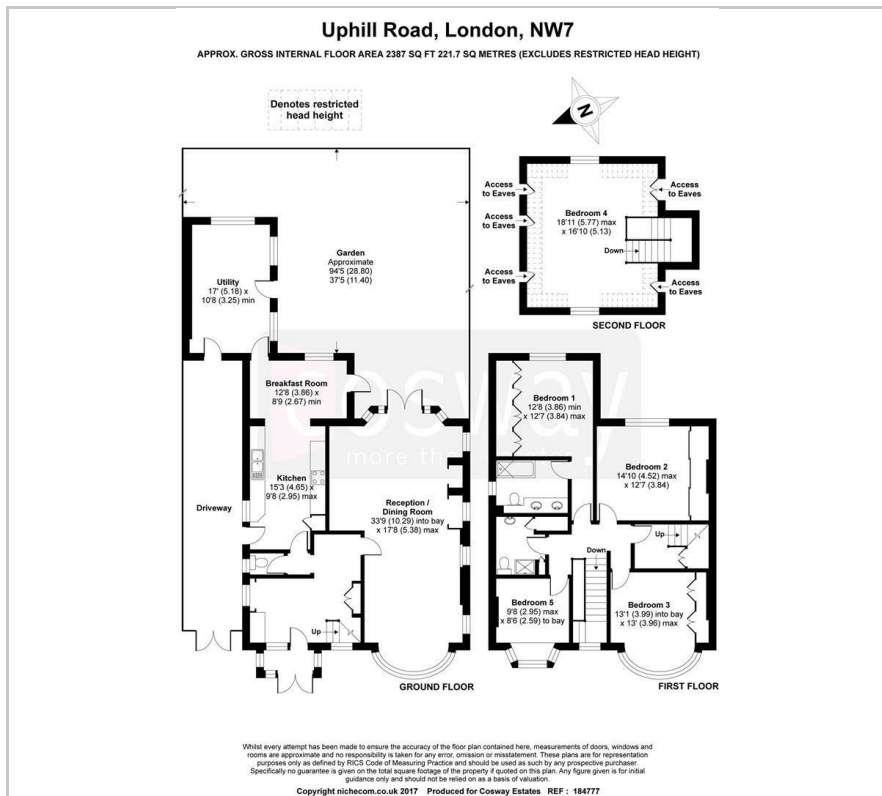 Uphill Road, London, NW7
APPROX. GROSS INTERNAL FLOOR AREA 2387 SQ FT 221.7 SQ METRES (EXCLUDES RESTRICTED HEAD HEIGHT)
Denotes restricted
head height
N
Access
to Eaves
Access
to Eaves
Access
to Eaves
Bedroom 4
18'11 (5.77) max
x 16'10 (5.13)
Down
Access
to Eaves
Access
to Eaves
SECOND FLOOR
Garden
Approximate
94'5 (28.80)
37'5 (11.40)
Utility
17' (5.18) x
10'8 (3.25) min
Breakfast Room
12'8 (3.86) x
8'9 (2.67) min
Kitchen
15'3 (4.65) x
9'8 (2.95) max
Driveway
Reception /
Dining Room
33'9 (10.29) into bay
x 17'8 (5.38) max
Up
GROUND FLOOR
Bedroom 1
12'8 (3.86) min
x 12'7 (3.84) max
Bedroom 2
14'10 (4.52) max
x 12'7 (3.84)
Up
Down
Bedroom 5
9'8 (2.95) max
x 8'6 (2.59) to bay
Bedroom 3
13'1 (3.99) into bay
x 13' (3.96) max
FIRST FLOOR
cosway
more tha
Whilst every attempt has been made to ensure the accuracy of the floor plan contained here, measurements of doors, windows and
rooms are approximate and no responsibility is taken for any error, omission or misstatement. These plans are for representation
purposes only as defined by RICS Code of Measuring Practice and should be used as such by any prospective purchaser.
Specifically no guarantee is given on the total square footage of the property if quoted on this plan. Any figure given is for initial
guidance only and should not be relied on as a basis of valuation.
Copyright nichecom.co.uk 2017 Produced for Cosway Estates REF : 184777